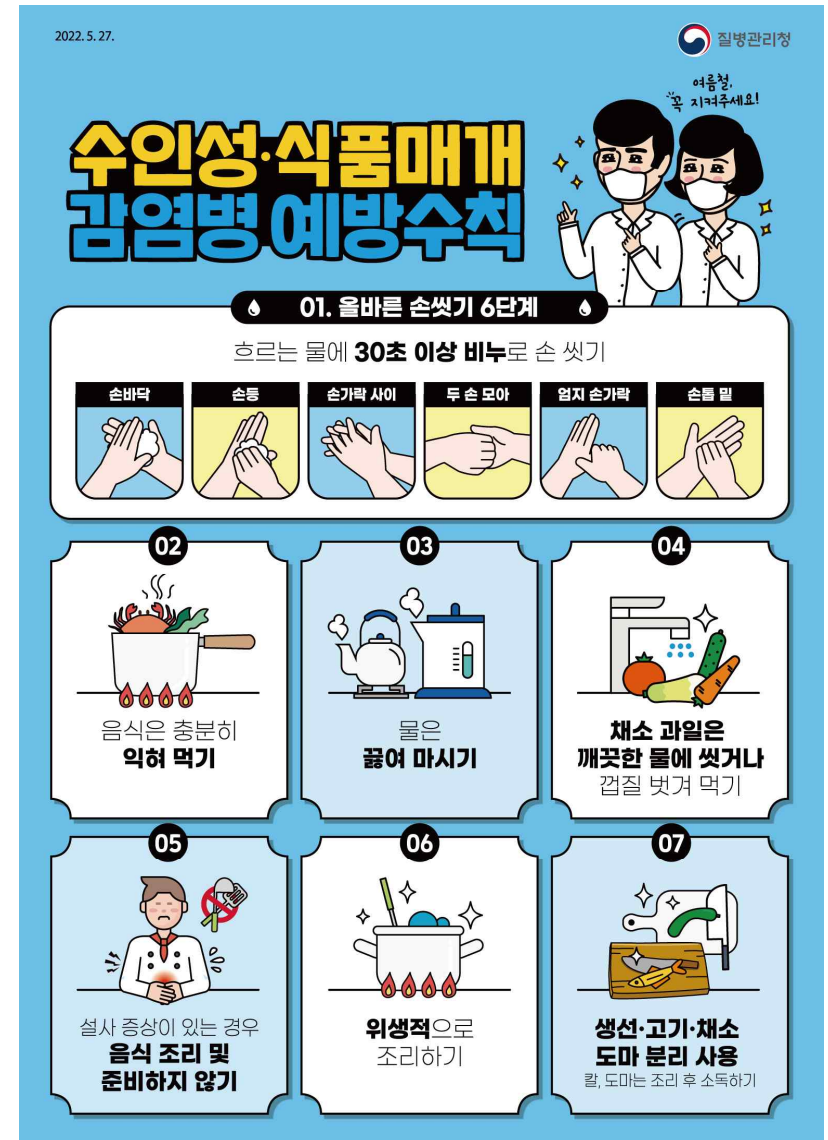 2022. 5. 27.
질병관리청
여름철,
꼭 지켜주세요!
수인성·식품매개
감염병 예방수칙
01. 올바른 손씻기 6단계
흐르는 물에 30초 이상 비누로 손 씻기
손바닥
손등
손가락 사이
두 손 모아
엄지 손가락
손톱 밑
02
음식은 충분히
익혀 먹기
03
물은
끓여 마시기
04
채소 과일은
깨끗한 물에 씻거나
껍질 벗겨 먹기
05
설사 증상이 있는 경우
음식 조리 및
준비하지 않기
06
위생적으로
조리하기
07
생선·고기·채소
도마 분리 사용
칼, 도마는 조리 후 소독하기